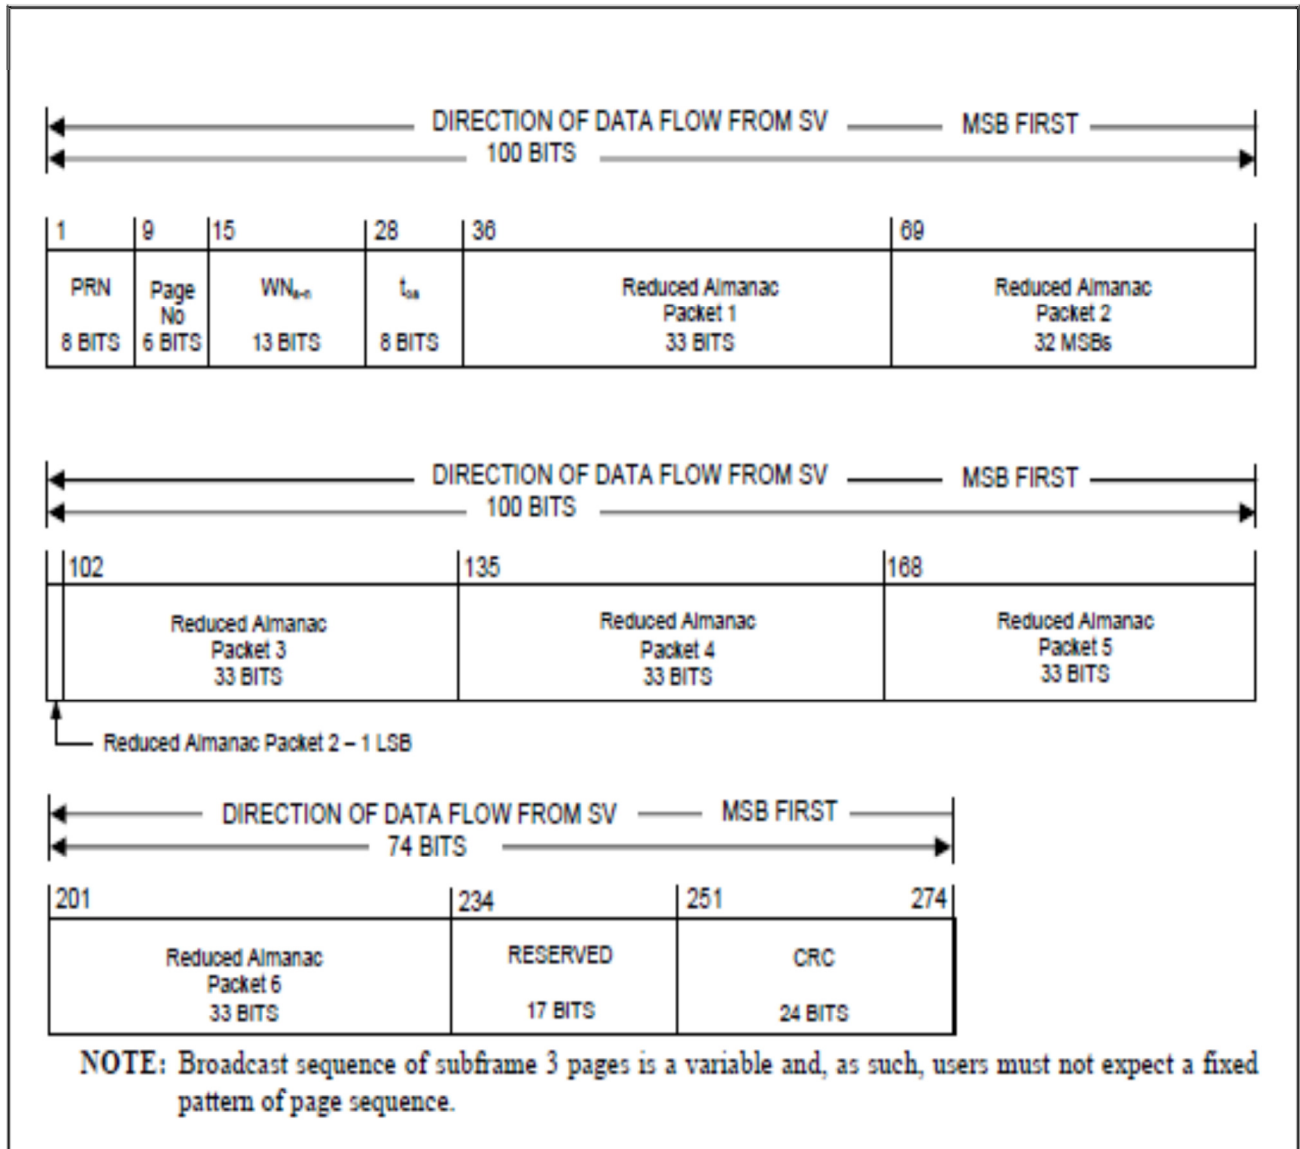 DIRECTION OF DATA FLOW FROM SV MSB FIRST
100 BITS
1 9 15 28 36 69
PRN
8 BITS
Page
No
6 BITS
WNa-n
13 BITS
toa
8 BITS
Reduced Almanac
Packet 1
33 BITS
Reduced Almanac
Packet 2
32 MSBs
DIRECTION OF DATA FLOW FROM SV MSB FIRST
100 BITS
102 135 168
Reduced Almanac
Packet 3
33 BITS
Reduced Almanac
Packet 4
33 BITS
Reduced Almanac
Packet 5
33 BITS
Reduced Almanac Packet 2 – 1 LSB
DIRECTION OF DATA FLOW FROM SV MSB FIRST
74 BITS
201 234 251 274
Reduced Almanac
Packet 6
33 BITS
RESERVED
17 BITS
CRC
24 BITS
NOTE: Broadcast sequence of subframe 3 pages is a variable and, as such, users must not expect a fixed
pattern of page sequence.